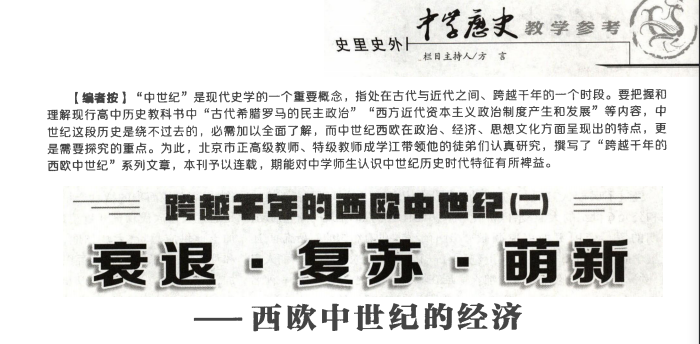 中学歷史 教学参考
史里史外
栏目主持人/方 言
【编者按】“中世纪”是现代史学的一个重要概念，指处在古代与近代之间、跨越千年的一个时段。要把握和
理解现行高中历史教科书中“古代希腊罗马的民主政治”“西方近代资本主义政治制度产生和发展”等内容，中
世纪这段历史是绕不过去的，必需加以全面了解，而中世纪西欧在政治、经济、思想文化方面呈现出的特点，更
是需要探究的重点。为此，北京市正高级教师、特级教师成学江带领他的徒弟们认真研究，撰写了“跨越千年的
西欧中世纪”系列文章，本刊予以连载，期能对中学师生认识中世纪历史时代特征有所裨益。
跨越千年的西欧中世纪(二)
衰退·复苏·萌新
——西欧中世纪的经济